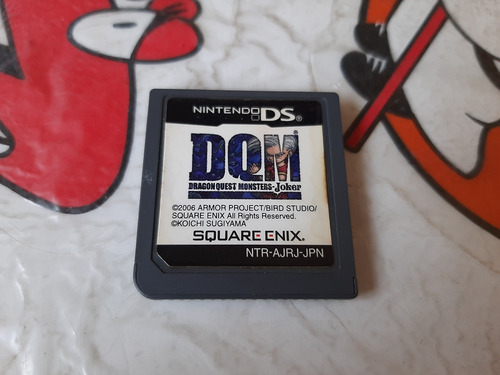 NINTENDO DS®
DQM
DRAGON QUEST MONSTERS-Joker
©2006 ARMOR PROJECT/BIRD STUDIO/
SQUARE ENIX All Rights Reserved.
©KOICHI SUGIYAMA
SQUARE ENIX.
NTR-AJRJ-JPN